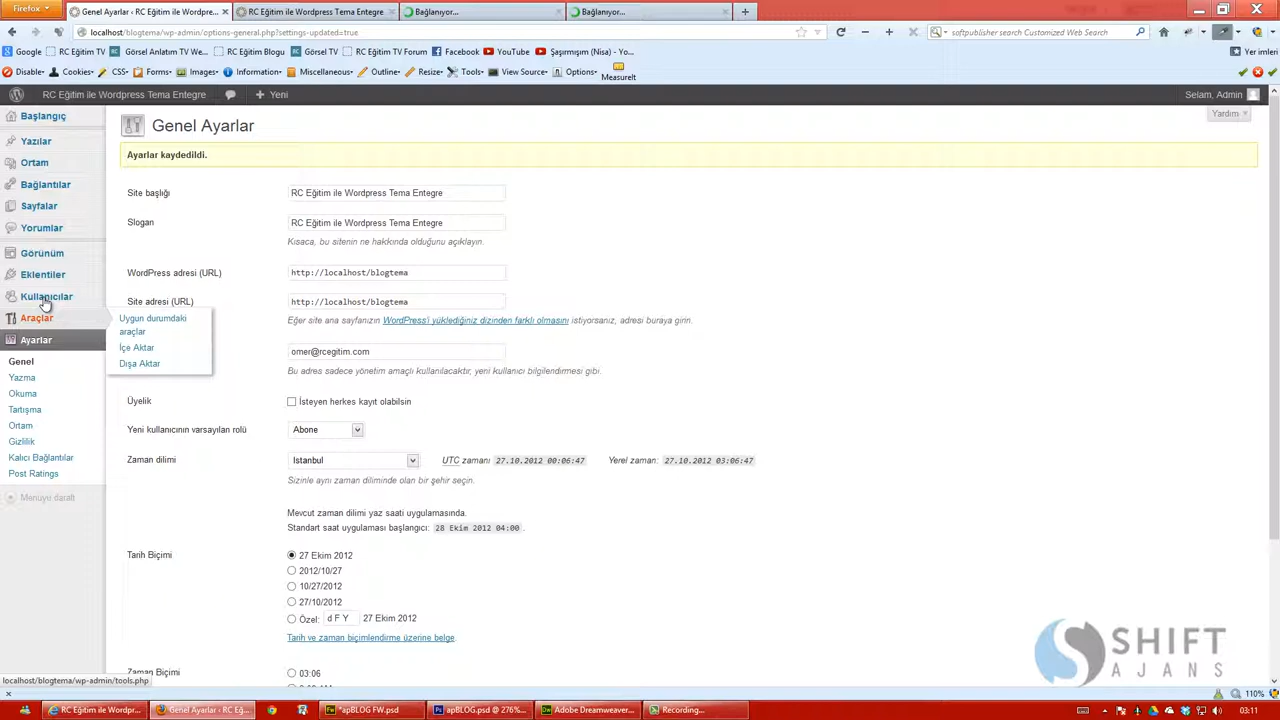 Firefox
Genel Ayarlar ‹ RC Eğitim ile Wordpre...
RC Eğitim ile Wordpress Tema Entegre
Bağlanıyor...
Bağlanıyor...
localhost/blogtema/wp-admin/options-general.php?settings-updated=true
softpublisher search Customized Web Search
Google
RC Eğitim TV
Görsel Anlatım TV We...
RC Eğitim Blogu
Görsel TV
RC Eğitim TV Forum
Facebook
YouTube
Şaşırmışım (Nisa) - Yo...
Yer imleri
Disable
Cookies
CSS
Forms
Images
Information
Miscellaneous
Outline
Resize
Tools
View Source
Options
MeasureIt
RC Eğitim ile Wordpress Tema Entegre
Yeni
Selam, Admin
Yardım
Başlangıç
Yazılar
Ortam
Bağlantılar
Sayfalar
Yorumlar
Görünüm
Eklentiler
Kullanıcılar
Araçlar
Uygun durumdaki
araçlar
İçe Aktar
Dışa Aktar
Ayarlar
Genel
Yazma
Okuma
Tartışma
Ortam
Gizlilik
Kalıcı Bağlantılar
Post Ratings
Menüyü daralt
Genel Ayarlar
Ayarlar kaydedildi.
Site başlığı
RC Eğitim ile Wordpress Tema Entegre
Slogan
RC Eğitim ile Wordpress Tema Entegre
Kısaca, bu sitenin ne hakkında olduğunu açıklayın.
WordPress adresi (URL)
http://localhost/blogtema
Site adresi (URL)
http://localhost/blogtema
Eğer site ana sayfanızın WordPress'i yüklediğiniz dizinden farklı olmasını istiyorsanız, adresi buraya girin.
omer@rcegitim.com
Bu adres sadece yönetim amaçlı kullanılacaktır, yeni kullanıcı bilgilendirmesi gibi.
Üyelik
İsteyen herkes kayıt olabilsin
Yeni kullanıcının varsayılan rolü
Abone
Zaman dilimi
Istanbul
UTC zamanı 27.10.2012 00:06:47
Yerel zaman: 27.10.2012 03:06:47
Sizinle aynı zaman diliminde olan bir şehir seçin.
Mevcut zaman dilimi yaz saati uygulamasında.
Standart saat uygulaması başlangıcı: 28 Ekim 2012 04:00 .
Tarih Biçimi
27 Ekim 2012
2012/10/27
10/27/2012
27/10/2012
Özel: d F Y 27 Ekim 2012
Tarih ve zaman biçimlendirme üzerine belge.
Zaman Biçimi
03:06
SHIFT
AJANS
localhost/blogtema/wp-admin/tools.php
110%
RC Eğitim ile Wordpr...
Genel Ayarlar ‹ RC Eğ...
*apBLOG FW.psd
apBLOG.psd @ 276%...
Adobe Dreamweaver...
Recording...
03:11